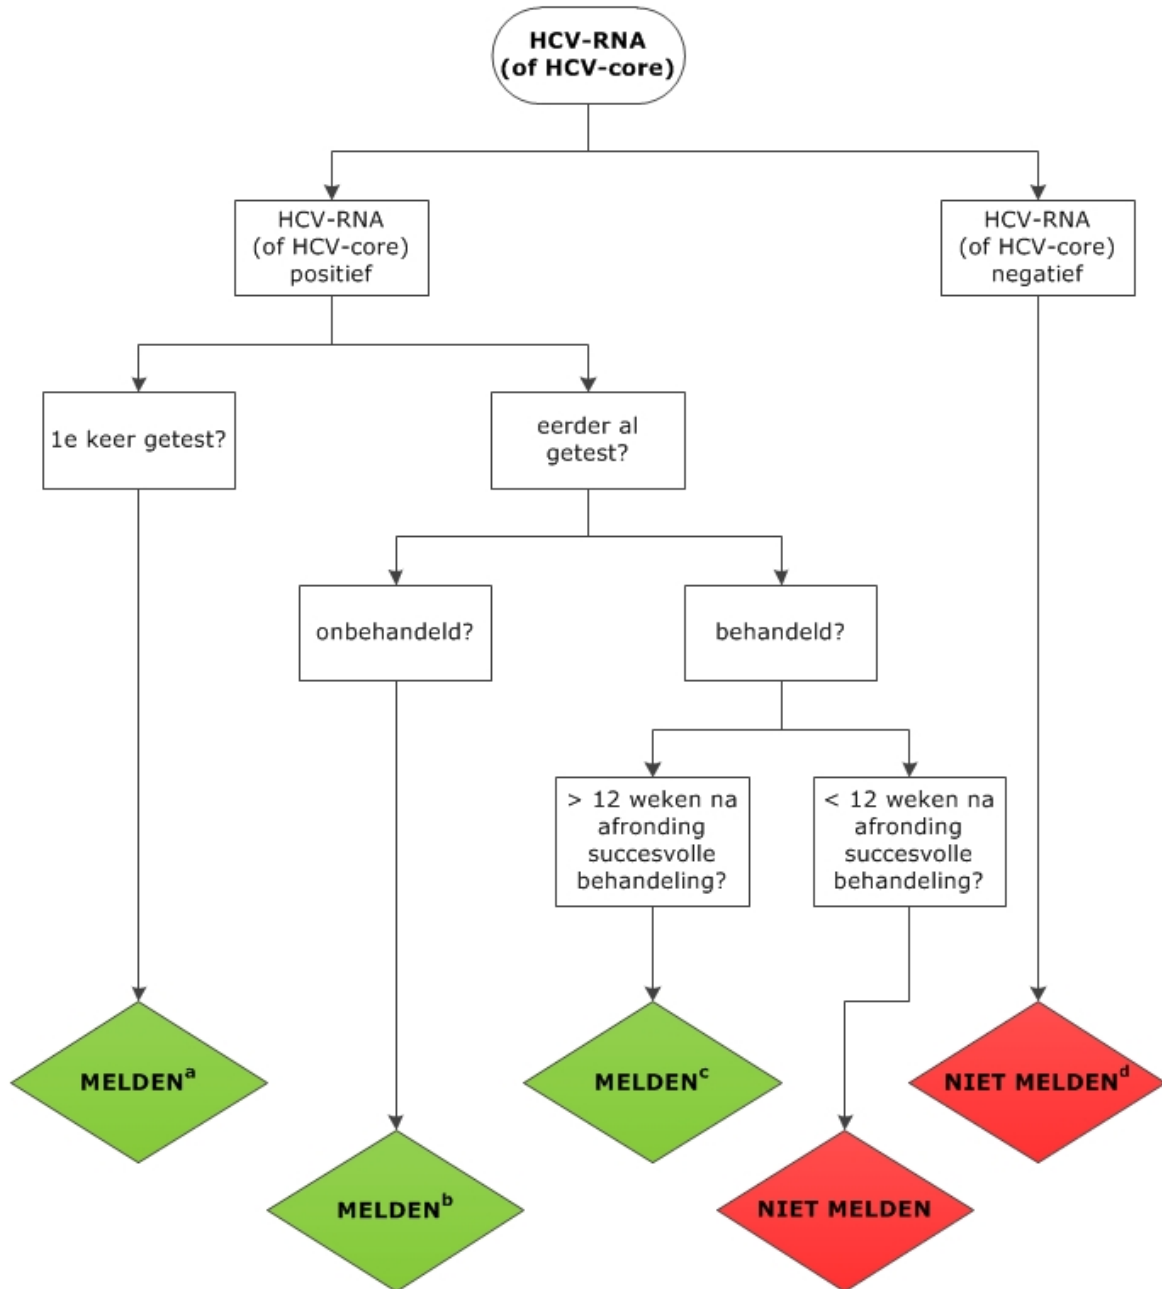 HCV-RNA
(of HCV-core)
HCV-RNA
(of HCV-core)
positief
HCV-RNA
(of HCV-core)
negatief
1e keer getest?
eerder al
getest?
onbehandeld?
behandeld?
> 12 weken na
afronding
succesvolle
behandeling?
< 12 weken na
afronding
succesvolle
behandeling?
MELDENᵃ
MELDENᶜ
NIET MELDENᵈ
MELDENᵇ
NIET MELDEN